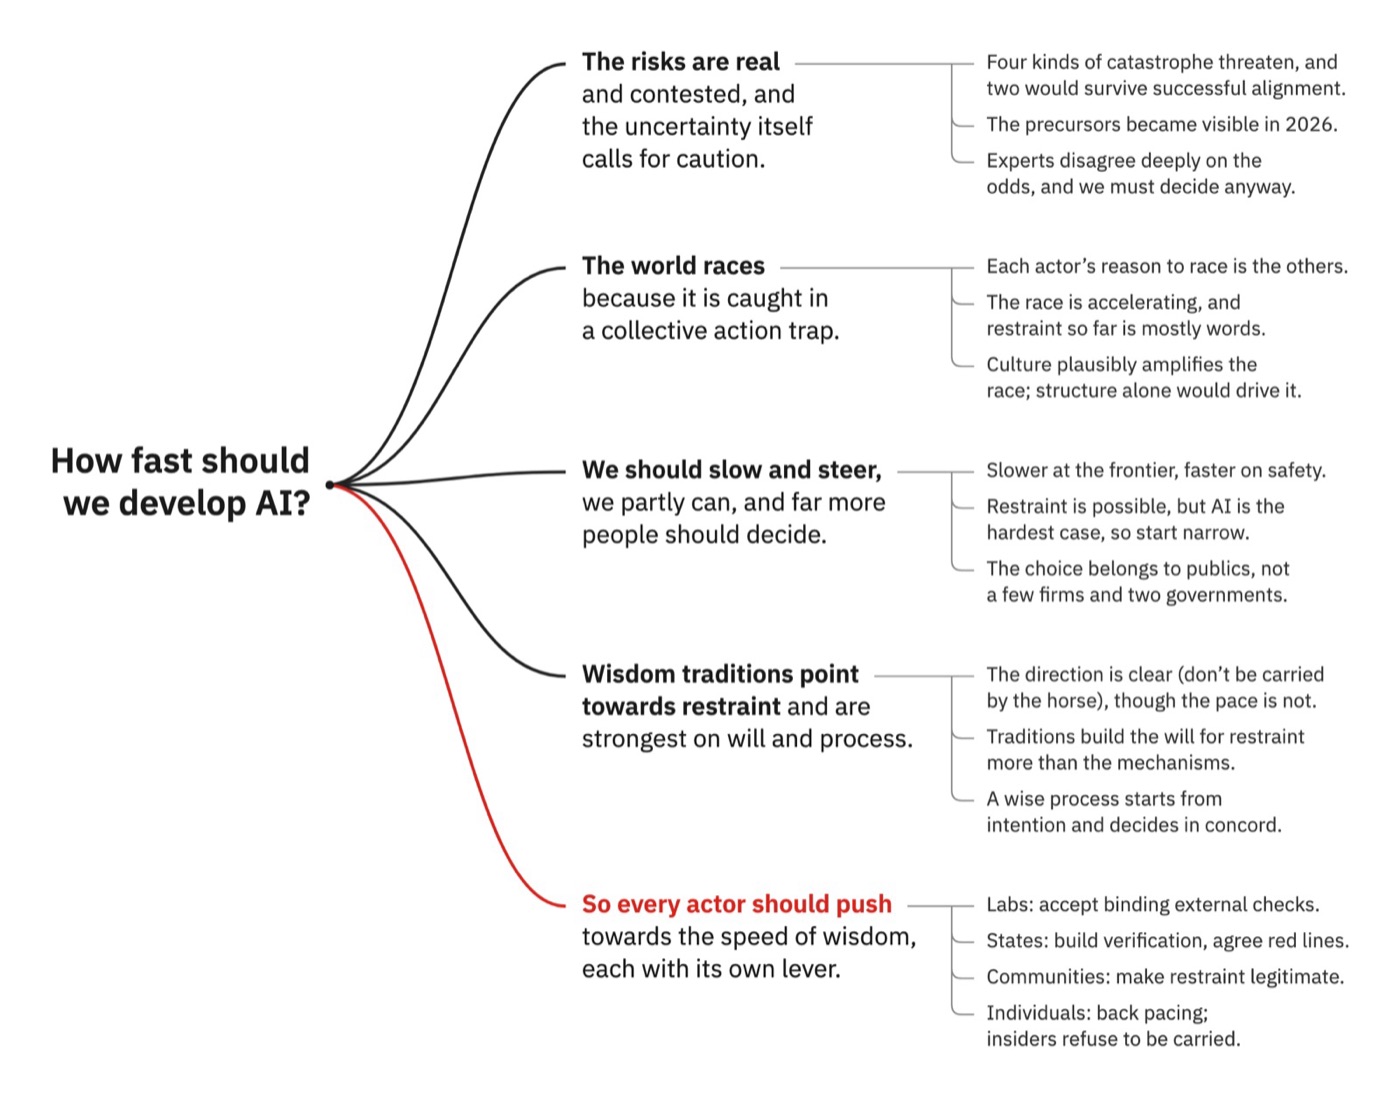 How fast should
we develop AI?
The risks are real
and contested, and
the uncertainty itself
calls for caution.
Four kinds of catastrophe threaten, and
two would survive successful alignment.
The precursors became visible in 2026.
Experts disagree deeply on the
odds, and we must decide anyway.
The world races
because it is caught in
a collective action trap.
Each actor’s reason to race is the others.
The race is accelerating, and
restraint so far is mostly words.
Culture plausibly amplifies the
race; structure alone would drive it.
We should slow and steer,
we partly can, and far more
people should decide.
Slower at the frontier, faster on safety.
Restraint is possible, but AI is the
hardest case, so start narrow.
The choice belongs to publics, not
a few firms and two governments.
Wisdom traditions point
towards restraint and are
strongest on will and process.
The direction is clear (don’t be carried
by the horse), though the pace is not.
Traditions build the will for restraint
more than the mechanisms.
A wise process starts from
intention and decides in concord.
So every actor should push
towards the speed of wisdom,
each with its own lever.
Labs: accept binding external checks.
States: build verification, agree red lines.
Communities: make restraint legitimate.
Individuals: back pacing;
insiders refuse to be carried.